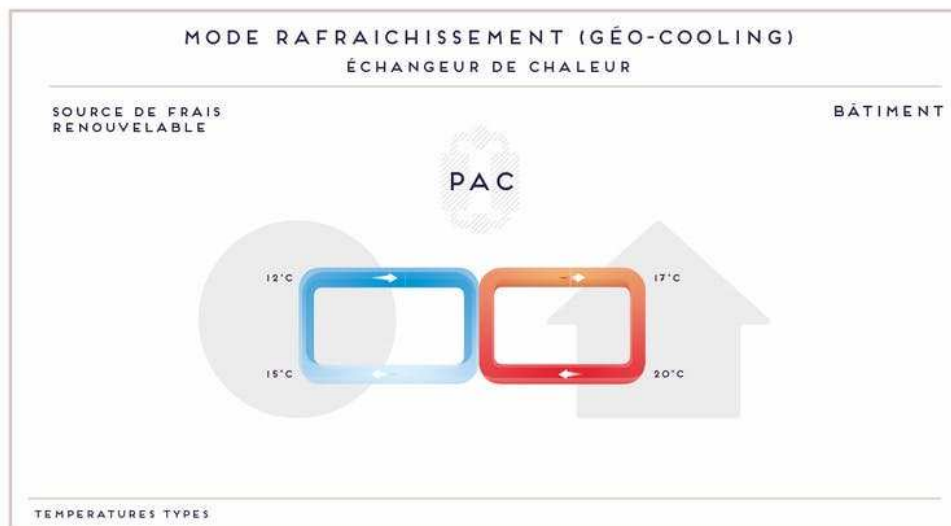 MODE RAFRAICHISSEMENT (GÉO-COOLING)
ÉCHANGEUR DE CHALEUR
SOURCE DE FRAIS
RENOUVELABLE
BÂTIMENT
PAC
12°C
17°C
15°C
20°C
TEMPERATURES TYPES